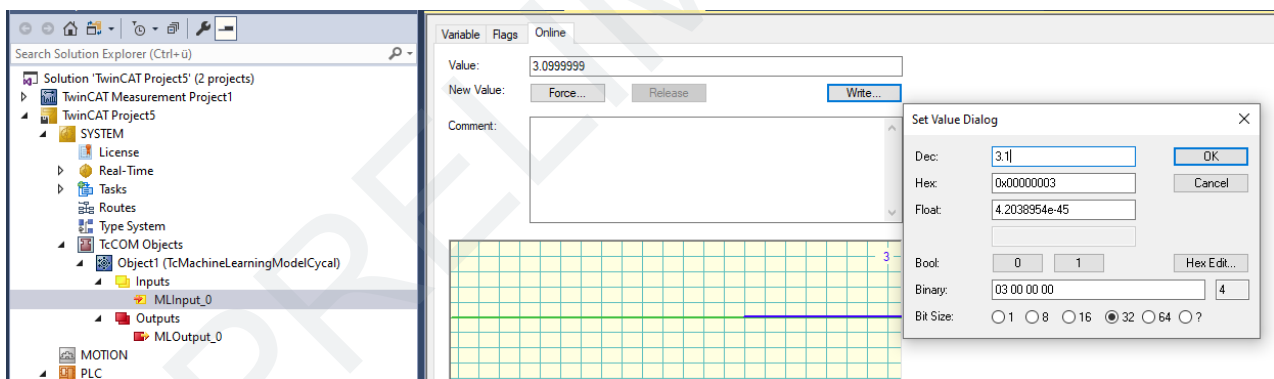 Search Solution Explorer (Ctrl+ü)
Solution 'TwinCAT Project5' (2 projects)
TwinCAT Measurement Project1
TwinCAT Project5
SYSTEM
License
Real-Time
Tasks
Routes
Type System
TcCOM Objects
Object1 (TcMachineLearningModelCycal)
Inputs
MLInput_0
Outputs
MLOutput_0
MOTION
PLC
Variable Flags Online
Value: 3.0999999
New Value: Force... Release Write...
Comment:
3
Set Value Dialog
Dec: 3.1 OK
Hex: 0x00000003 Cancel
Float: 4.2038954e-45
Bool: 0 1 Hex Edit...
Binary: 03 00 00 00 4
Bit Size: 1 8 16 32 64 ?
PRELIM